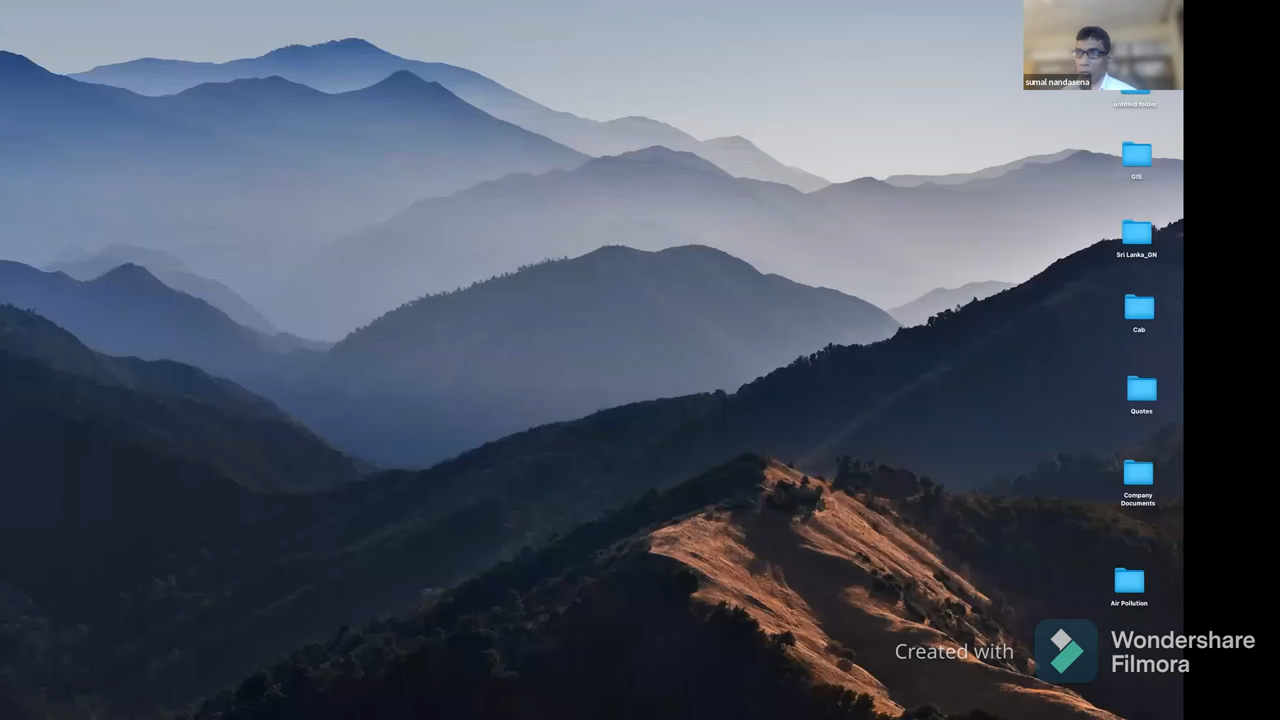 sumal nandasena
untitled folder
GIS
Sri Lanka_GN
Cab
Quotes
Company
Documents
Air Pollution
Created with
Wondershare
Filmora